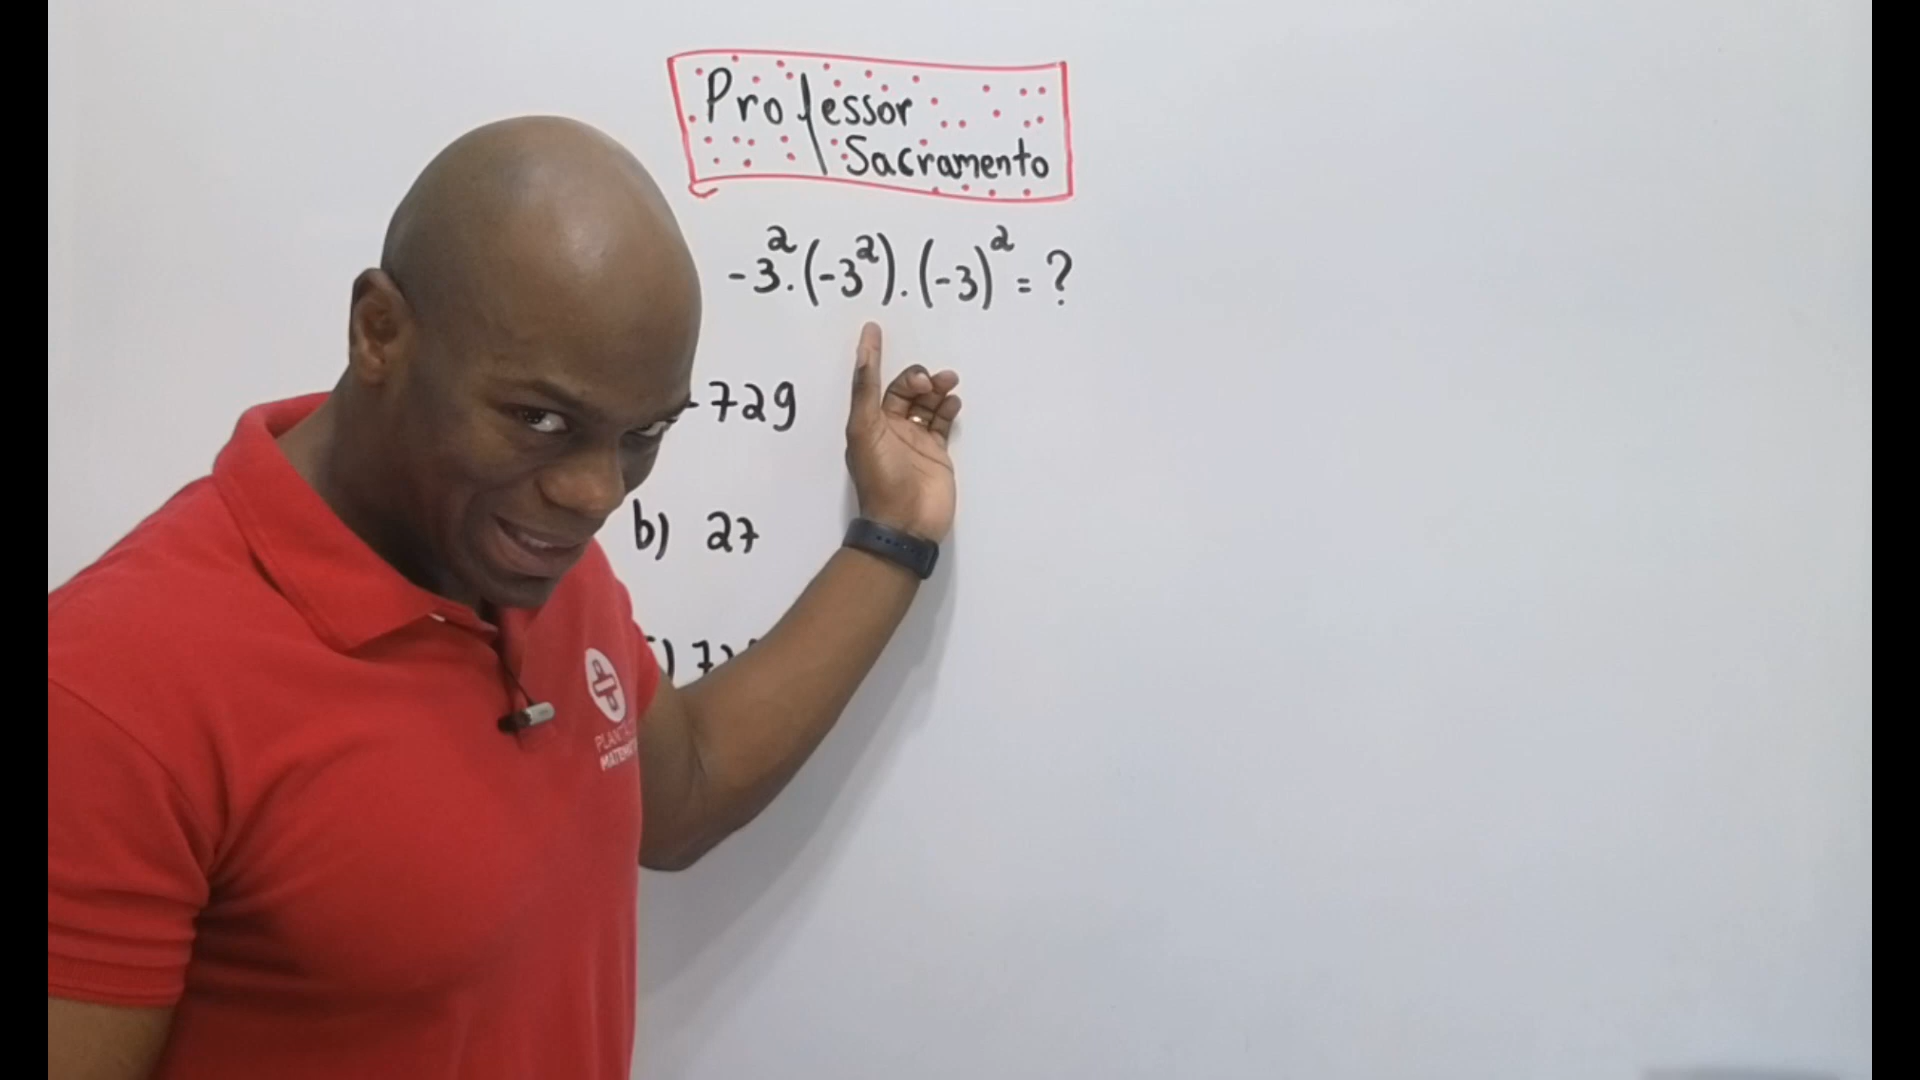 Professor
Sacramento
-3².(-3²).(-3)²= ?
-729
b) 27